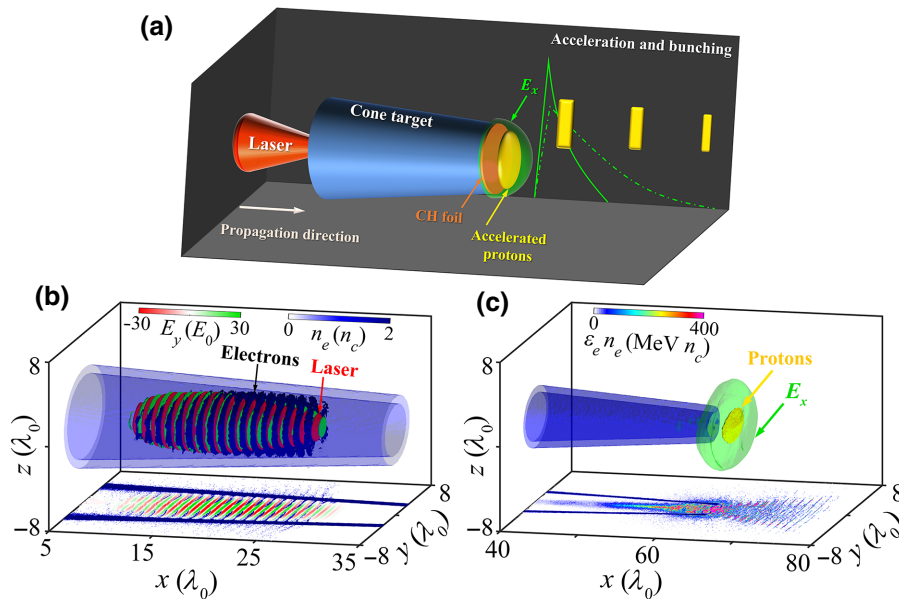 (a)
Acceleration and bunching
E_x
Cone target
Laser
CH foil
Accelerated
protons
Propagation direction
(b)
-30 30
E_y (E_0)
0 2
n_e (n_c)
Electrons
Laser
8
z (λ_0)
-8
5 15 25 35
x (λ_0)
-8 8
y (λ_0)
(c)
0 400
ε_e n_e (MeV n_c)
Protons
E_x
8
z (λ_0)
-8
40 60 80
x (λ_0)
-8 8
y (λ_0)